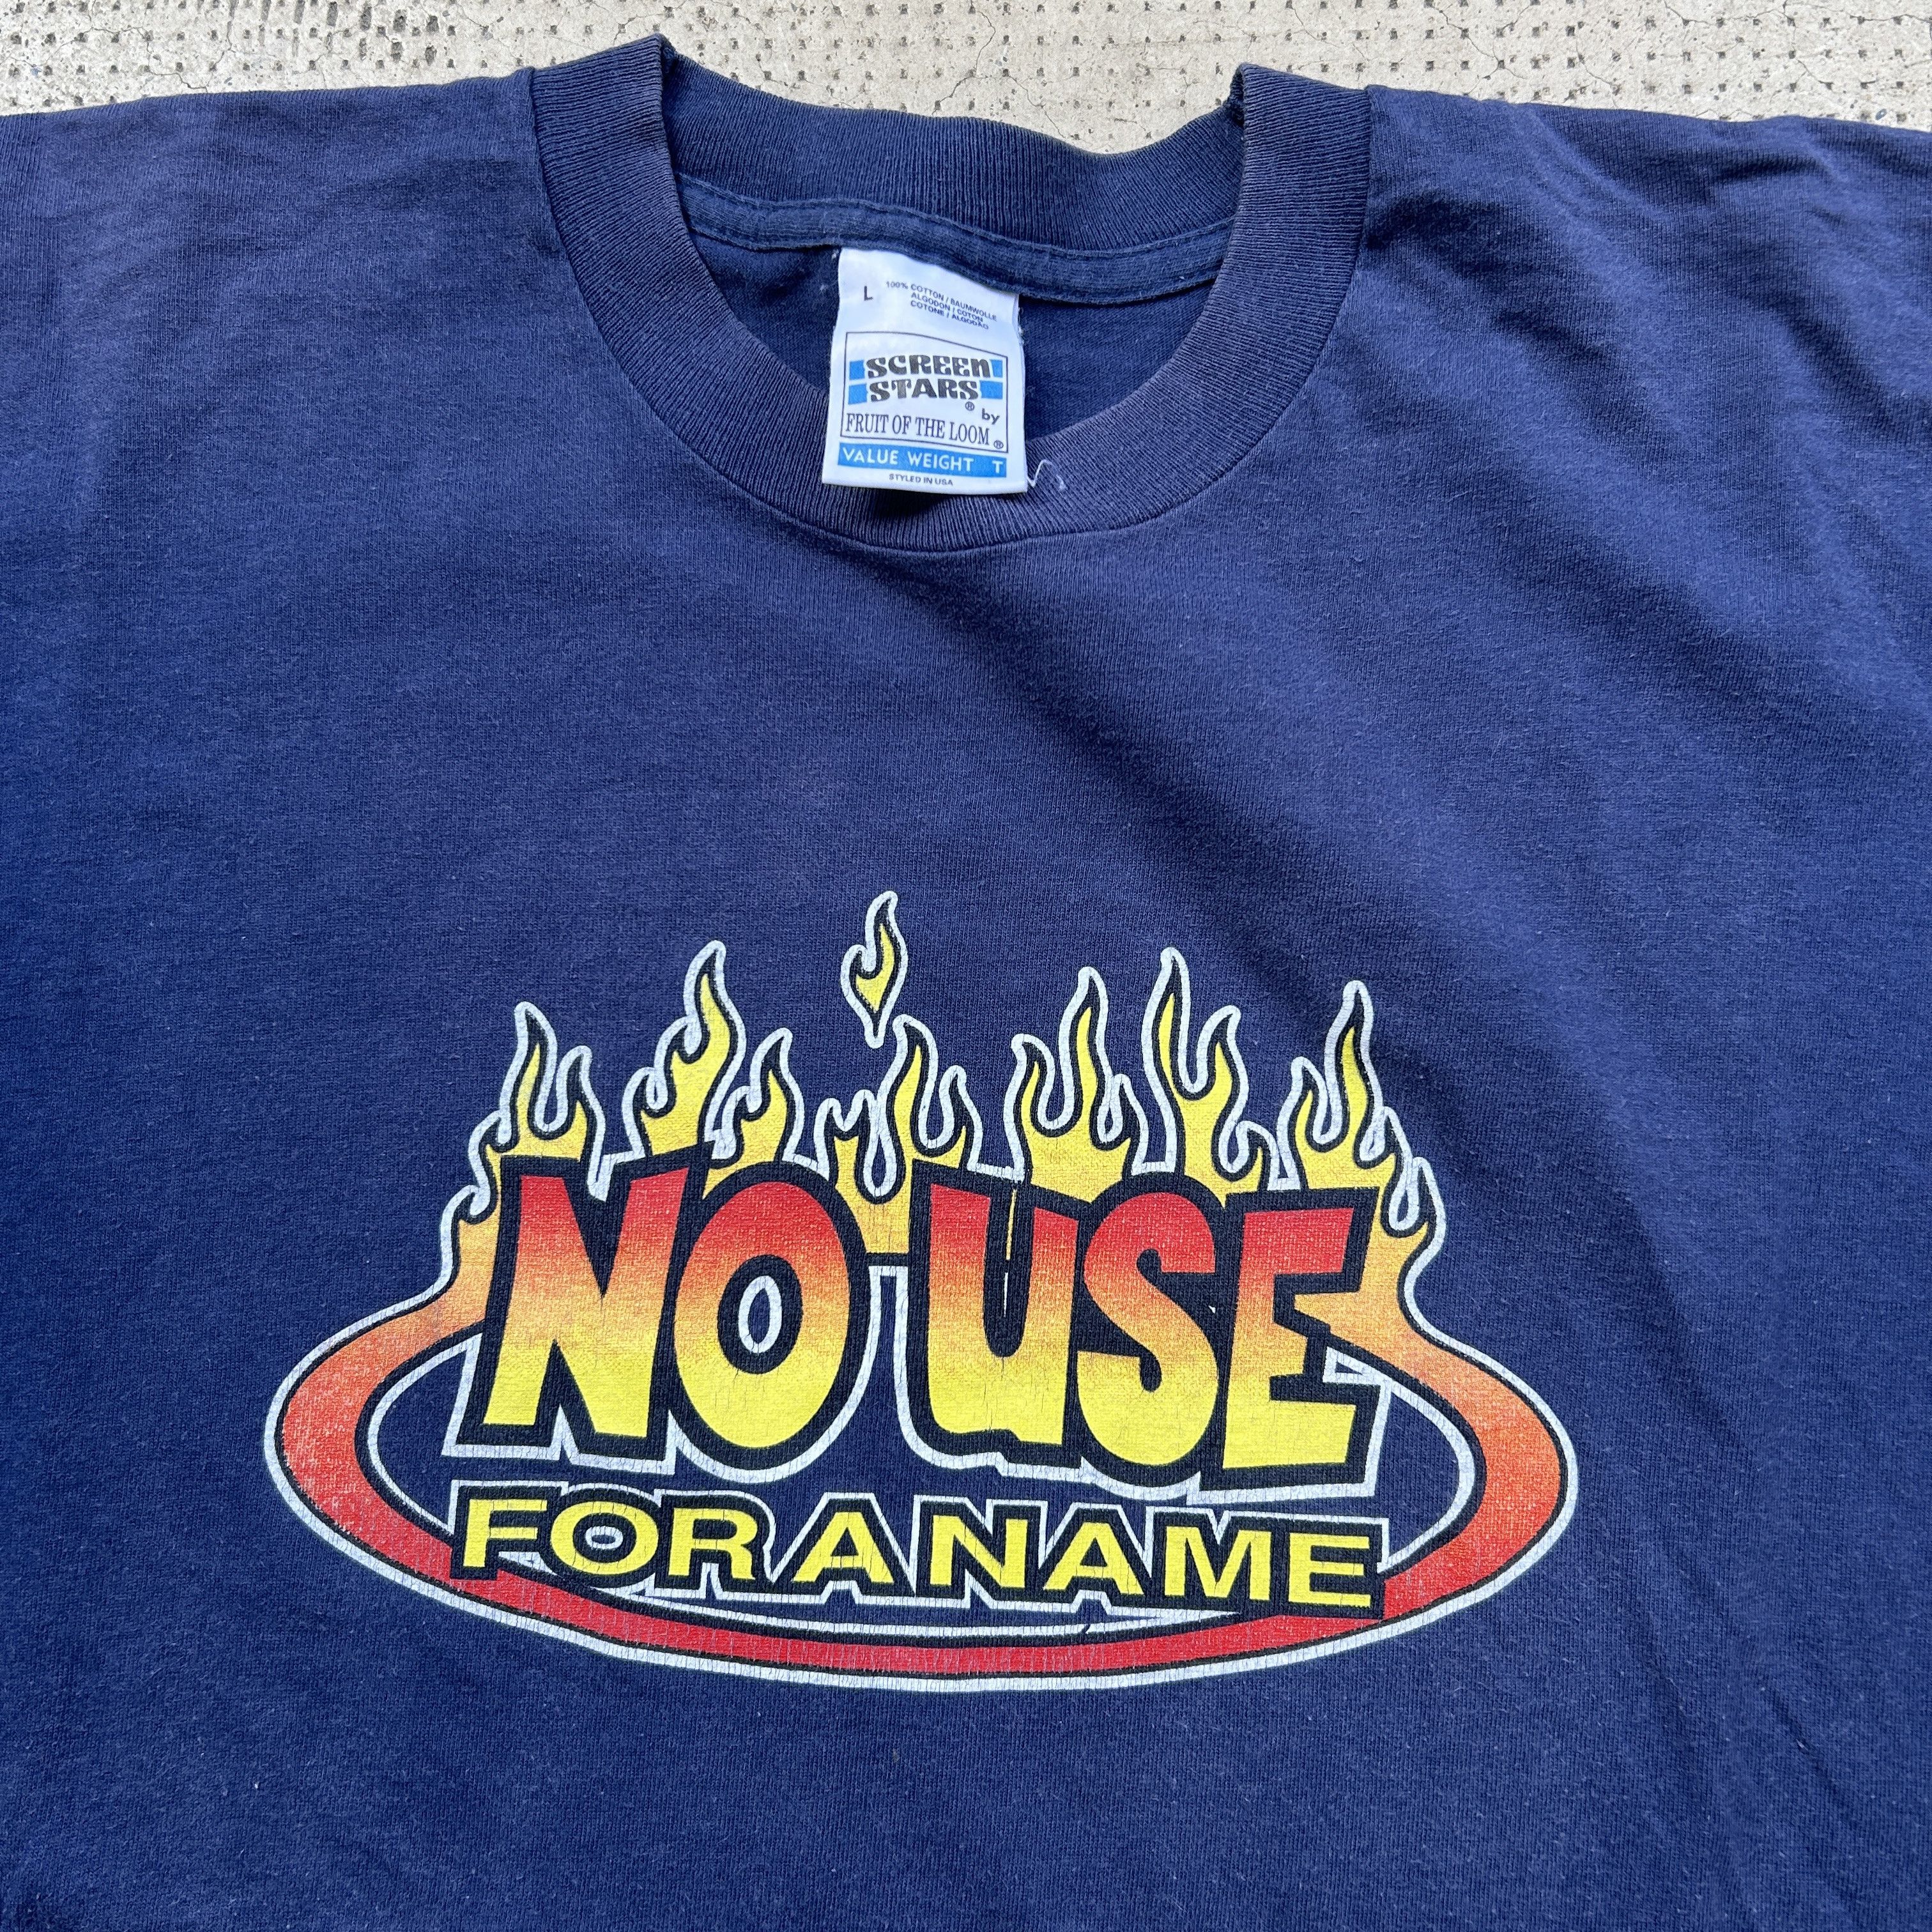 L
100% COTTON / BAUMWOLLE
ALGODON / COTON
COTONE / ALGODAO
SCREEN
STARS®
by
FRUIT OF THE LOOM®
VALUE WEIGHT T
STYLED IN USA
NO USE
FOR A NAME